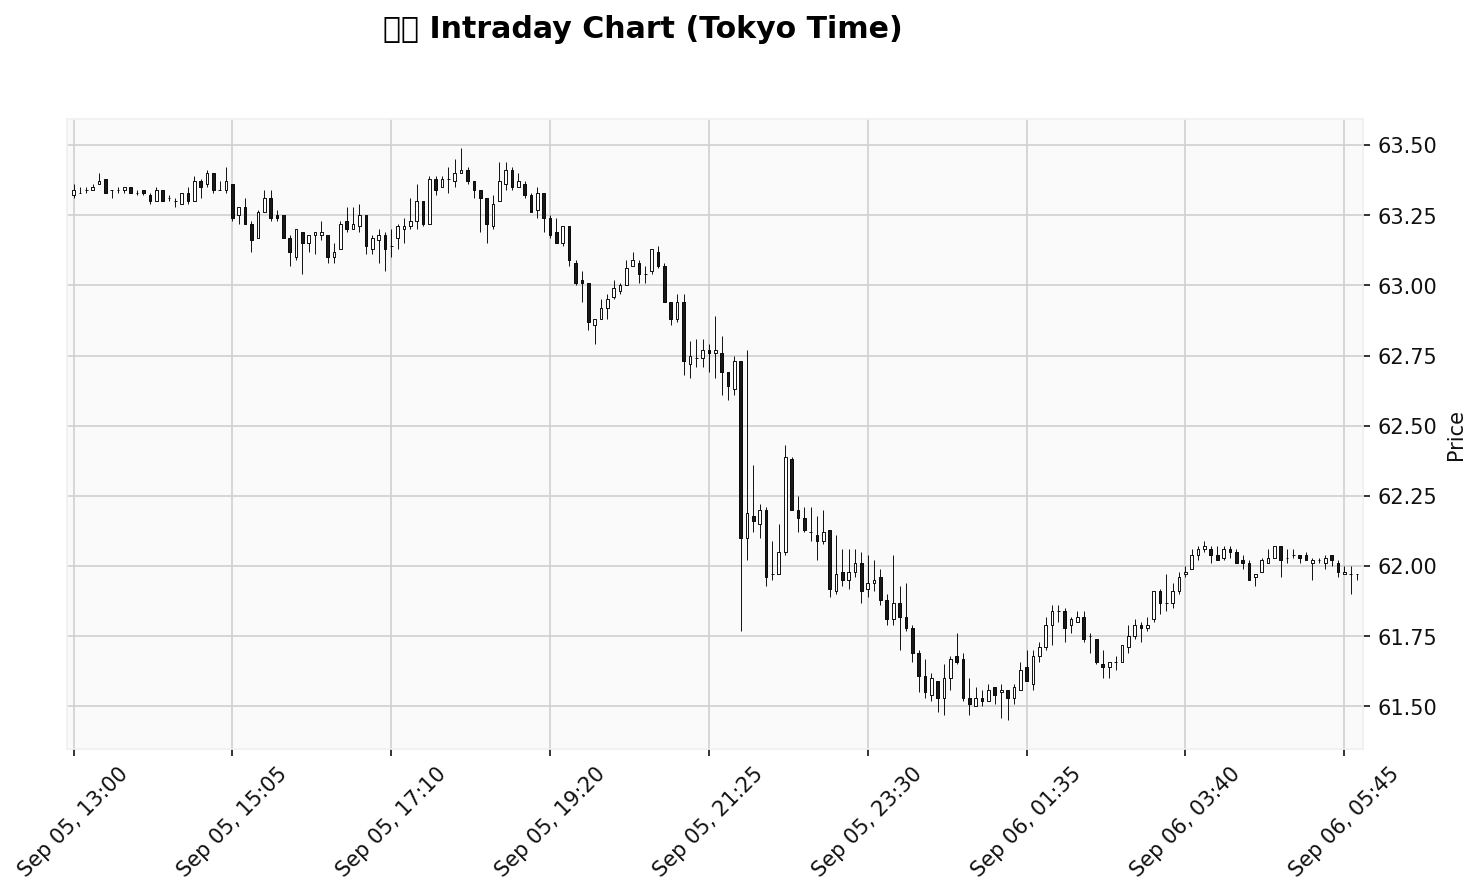 Intraday Chart (Tokyo Time)
63.50
63.25
63.00
62.75
62.50
62.25
62.00
61.75
61.50
Price
Sep 05, 13:00
Sep 05, 15:05
Sep 05, 17:10
Sep 05, 19:20
Sep 05, 21:25
Sep 05, 23:30
Sep 06, 01:35
Sep 06, 03:40
Sep 06, 05:45